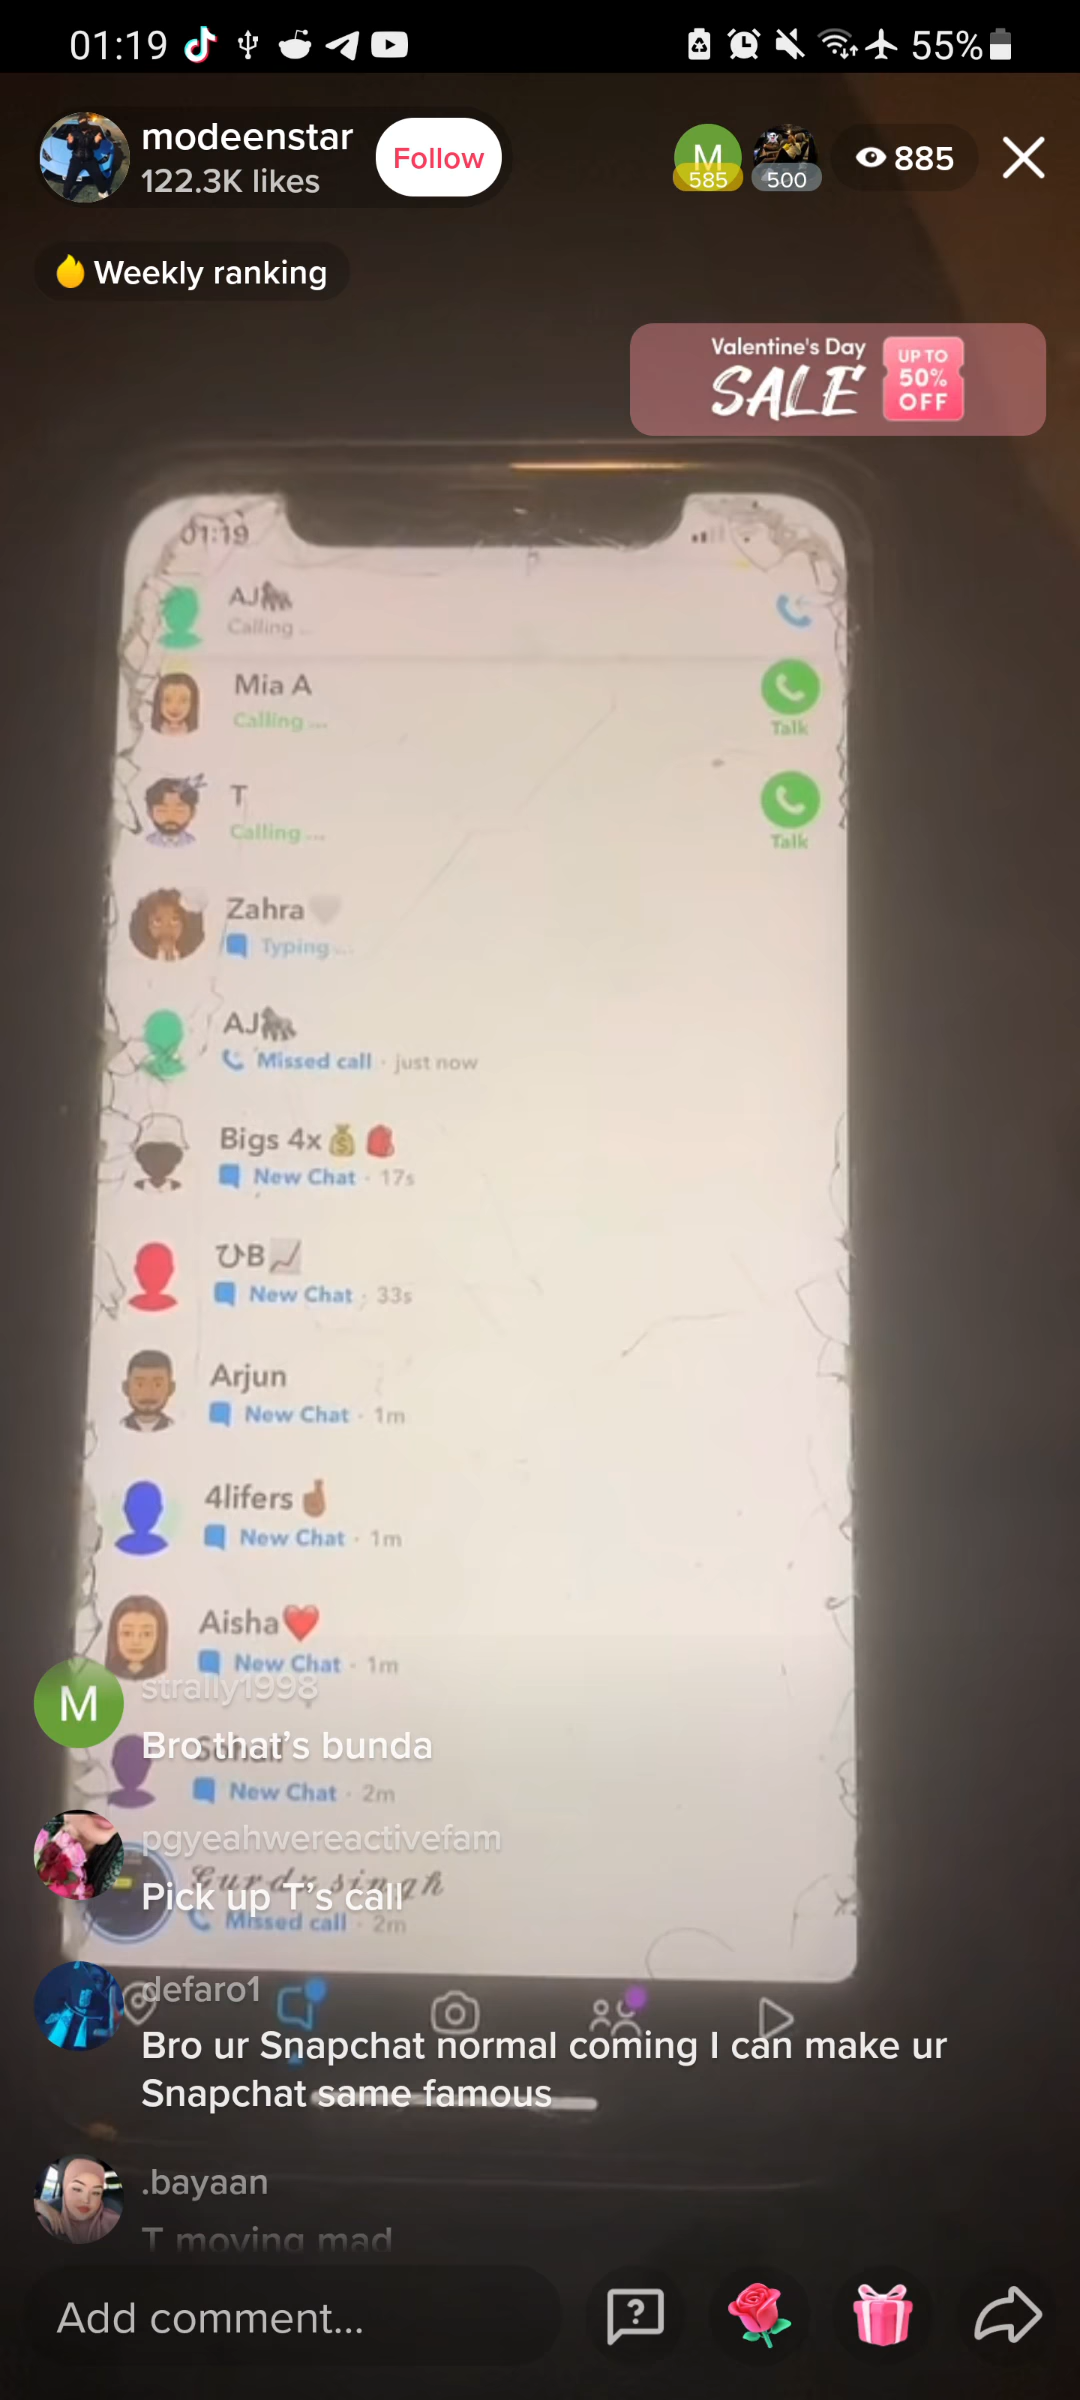 01:19
55%
modeenstar
122.3K likes
Follow
M
585
500
885
Weekly ranking
Valentine's Day
SALE
UP TO
50%
OFF
01:19
AJ🦍
Calling ...
Mia A
Calling ...
Talk
T
Calling ...
Talk
Zahra🤍
Typing ...
AJ🦍
Missed call · just now
Bigs 4x💰🎒
New Chat · 17s
ひB📈
New Chat · 33s
Arjun
New Chat · 1m
4lifers🤞🏾
New Chat · 1m
Aisha❤️
New Chat · 1m
New Chat · 2m
singh
Missed call · 2m
M
strally1998
Bro that's bunda
pgyeahwereactivefam
Pick up T's call
defaro1
Bro ur Snapchat normal coming I can make ur
Snapchat same famous
.bayaan
T moving mad
Add comment...